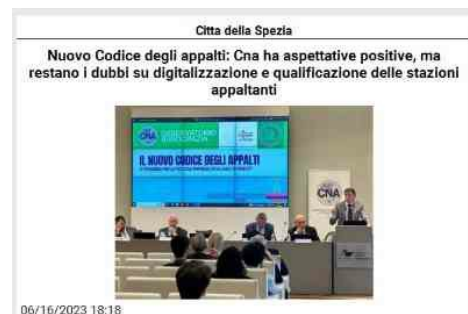 Citta della Spezia
Nuovo Codice degli appalti: Cna ha aspettative positive, ma
restano i dubbi su digitalizzazione e qualificazione delle stazioni
appaltanti
CNA
IL NUOVO CODICE DEGLI APPALTI
CNA
06/16/2023 18:18